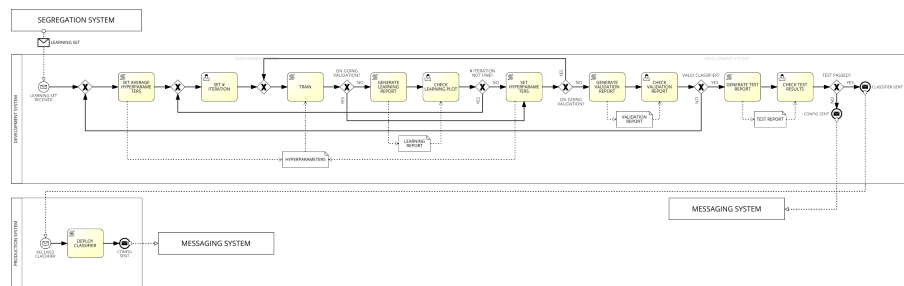 SEGREGATION SYSTEM
LEARNING SET
DEVELOPMENT SYSTEM
DEVELOPMENT SYSTEM
DEVELOPMENT SYSTEM
LEARNING SET
RECEIVED
SET AVERAGE
HYPERPARAME
TERS
SET #
ITERATION
TRAIN
ON GOING
VALIDATION?
NO
YES
GENERATE
LEARNING
REPORT
CHECK
LEARNING PLOT
# ITERATION
NOT FINE?
NO
YES
SET
HYPERPARAME
TERS
YES
NO
ON GOING
VALIDATION?
GENERATE
VALIDATION
REPORT
CHECK
VALIDATION
REPORT
VALID CLASSIFIER?
YES
NO
GENERATE TEST
REPORT
CHECK TEST
RESULTS
TEST PASSED?
YES
NO
CLASSIFIER SENT
CONFIG SENT
LEARNING
REPORT
VALIDATION
REPORT
TEST REPORT
HYPERPARAMETERS
MESSAGING SYSTEM
PRODUCTION SYSTEM
RECEIVED
CLASSIFIER
DEPLOY
CLASSIFIER
CONFIG
SENT
MESSAGING SYSTEM